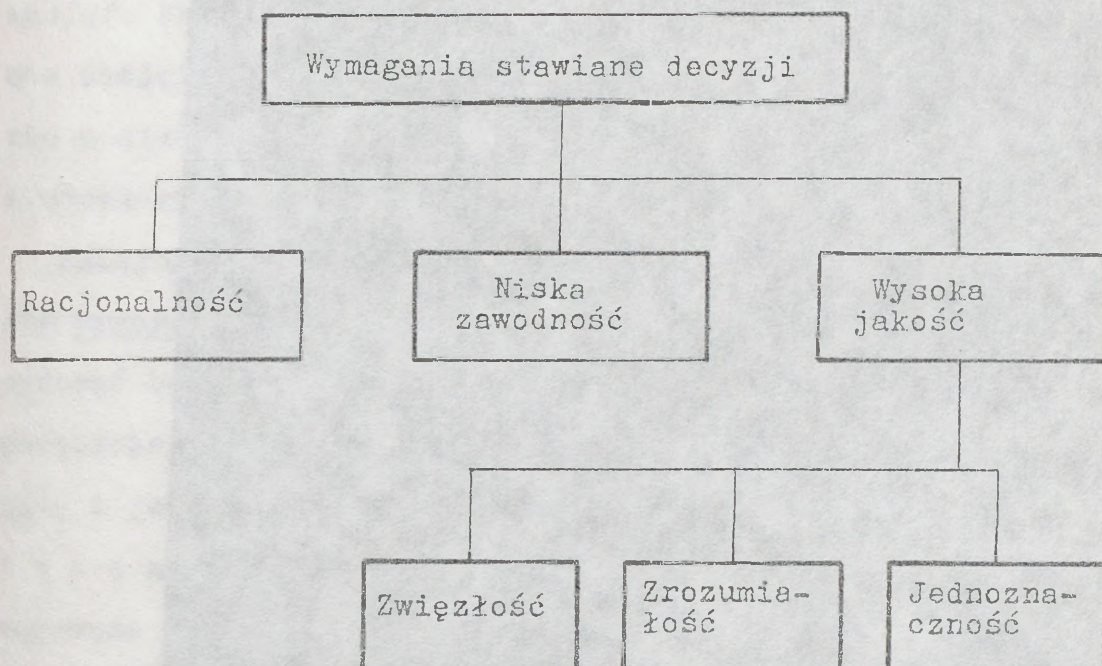 Wymagania stawiane decyzji
Racjonalność
Niska
zawodność
Wysoka
jakość
Zwięzłość
Zrozumia-
łość
Jednozna-
czność